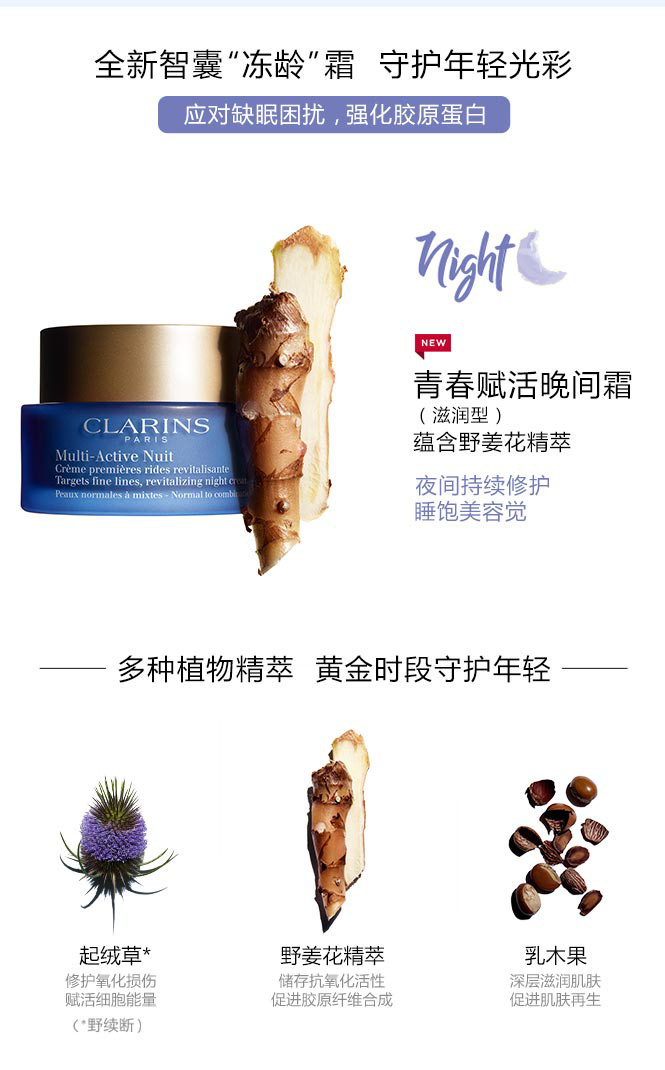 全新智囊“冻龄”霜 守护年轻光彩
应对缺眠困扰，强化胶原蛋白
Night
NEW
青春赋活晚间霜
（滋润型）
蕴含野姜花精萃
夜间持续修护
睡饱美容觉
CLARINS
PARIS
Multi-Active Nuit
Crème premières rides revitalisante
Targets fine lines, revitalizing night cream
Peaux normales à mixtes - Normal to combinat
多种植物精萃 黄金时段守护年轻
起绒草*
修护氧化损伤
赋活细胞能量
（*野续断）
野姜花精萃
储存抗氧化活性
促进胶原纤维合成
乳木果
深层滋润肌肤
促进肌肤再生